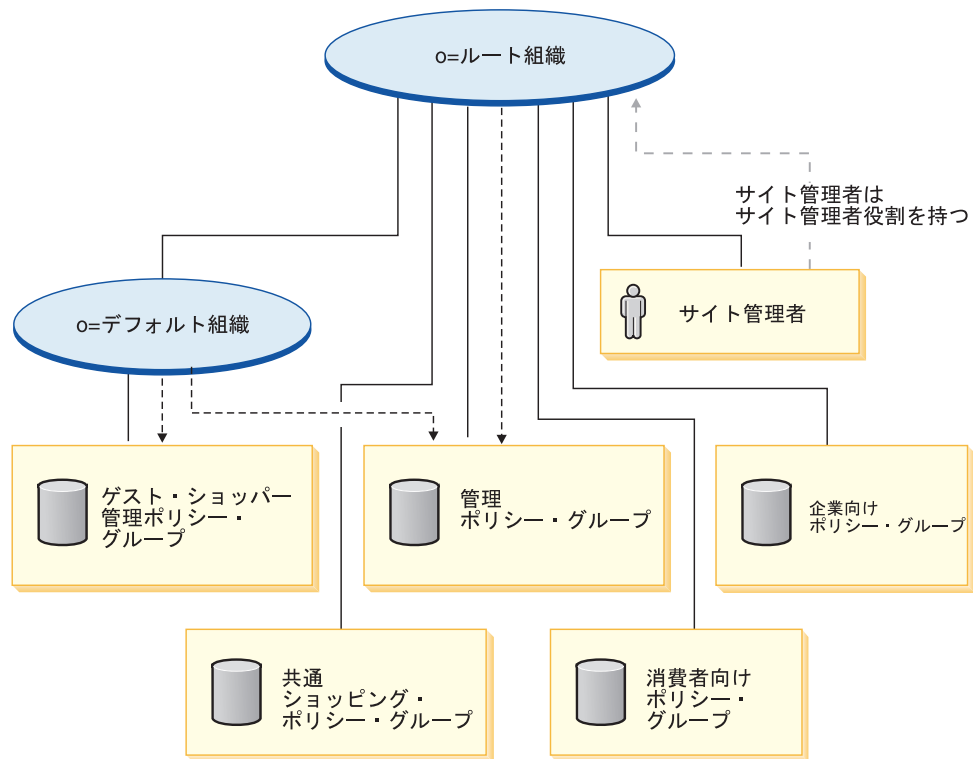 o=ルート組織
サイト管理者は
サイト管理者役割を持つ
サイト管理者
o=デフォルト組織
ゲスト・ショッパー
管理ポリシー・
グループ
管理
ポリシー・グループ
企業向け
ポリシー・グループ
共通
ショッピング・
ポリシー・グループ
消費者向け
ポリシー・
グループ